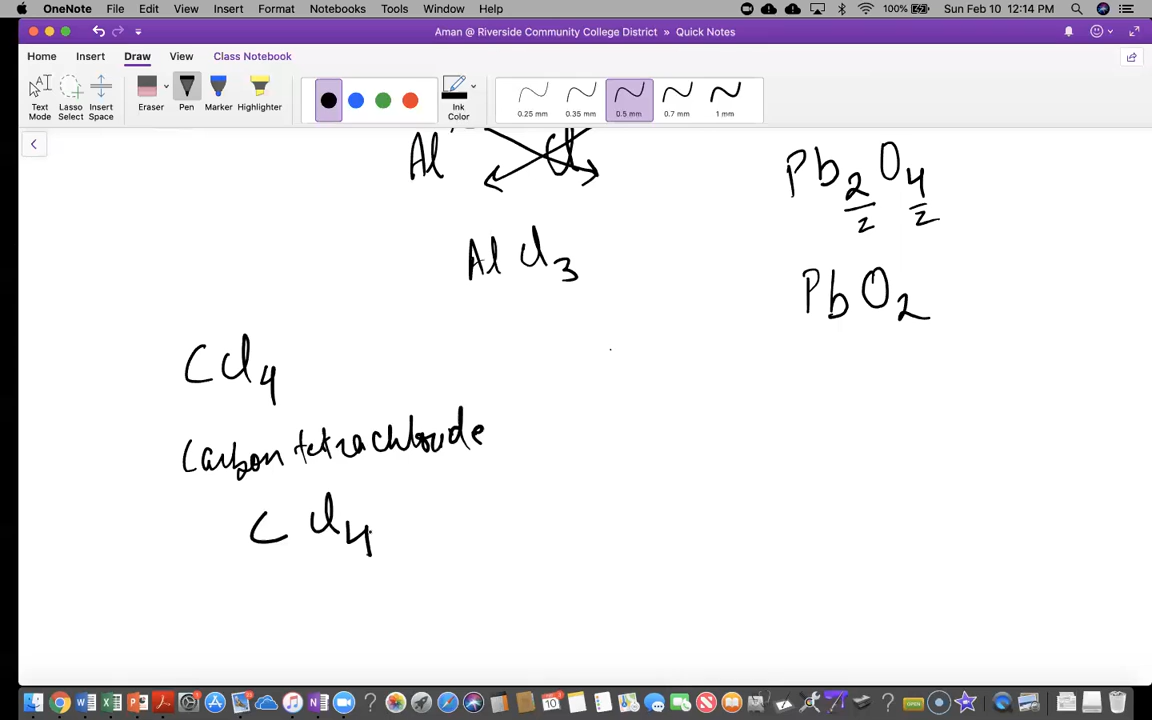 OneNote File Edit View Insert Format Notebooks Tools Window Help 100% Sun Feb 10 12:14 PM
Aman @ Riverside Community College District » Quick Notes
Home Insert Draw View Class Notebook
Text Mode Lasso Select Insert Space Eraser Pen Marker Highlighter Ink Color 0.25 mm 0.35 mm 0.5 mm 0.7 mm 1 mm
Al Cl
Pb2O4
2 2
AlCl3
PbO2
CCl4
Carbon tetrachloride
CCl4